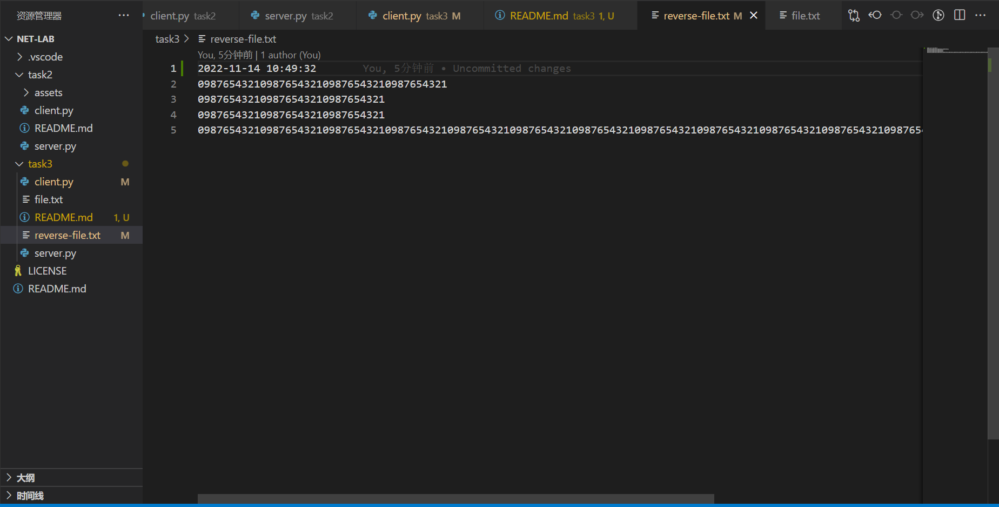 资源管理器 ···
client.py task2
server.py task2
client.py task3 M
README.md task3 1, U
reverse-file.txt M
file.txt
NET-LAB
.vscode
task2
assets
client.py
README.md
server.py
task3
client.py M
file.txt
README.md 1, U
reverse-file.txt M
server.py
LICENSE
README.md
大纲
时间线
task3 > reverse-file.txt
You, 5分钟前 | 1 author (You)
1 2022-11-14 10:49:32 You, 5分钟前 • Uncommitted changes
2 0987654321098765432109876543210987654321
3 098765432109876543210987654321
4 098765432109876543210987654321
5 09876543210987654321098765432109876543210987654321098765432109876543210987654321098765432109876543210987654321098765